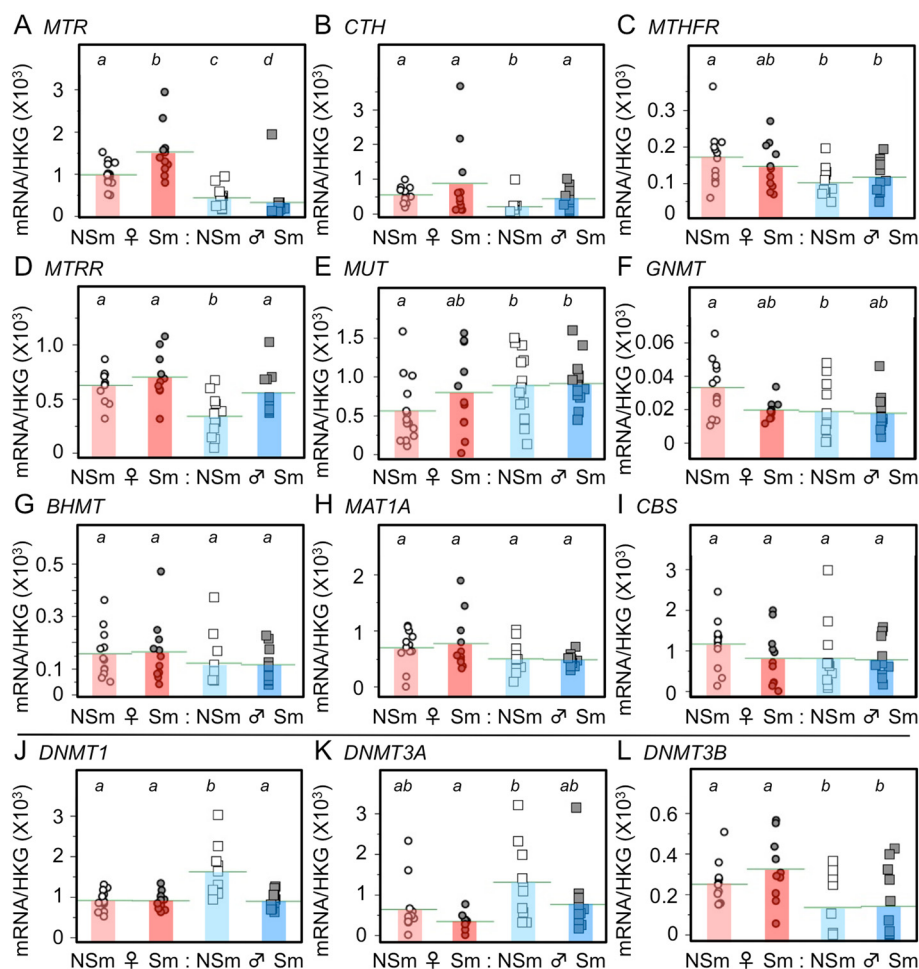 A MTR
B CTH
C MTHFR
mRNA/HKG (X10³)
3
2
1
0
a b c d
NSm ♀ Sm : NSm ♂ Sm
mRNA/HKG (X10³)
3
2
1
0
a a b a
NSm ♀ Sm : NSm ♂ Sm
mRNA/HKG (X10³)
0.3
0.1
0
a ab b b
NSm ♀ Sm : NSm ♂ Sm
D MTRR
E MUT
F GNMT
mRNA/HKG (X10³)
1.0
0.5
0
a a b a
NSm ♀ Sm : NSm ♂ Sm
mRNA/HKG (X10³)
1.5
1.0
0.5
0
a ab b b
NSm ♀ Sm : NSm ♂ Sm
mRNA/HKG (X10³)
0.06
0.04
0.02
0
a ab b ab
NSm ♀ Sm : NSm ♂ Sm
G BHMT
H MAT1A
I CBS
mRNA/HKG (X10³)
0.5
0.3
0.1
0
a a a a
NSm ♀ Sm : NSm ♂ Sm
mRNA/HKG (X10³)
2
1
0
a a a a
NSm ♀ Sm : NSm ♂ Sm
mRNA/HKG (X10³)
3
2
1
0
a a a a
NSm ♀ Sm : NSm ♂ Sm
J DNMT1
K DNMT3A
L DNMT3B
mRNA/HKG (X10³)
3
2
1
0
a a b a
NSm ♀ Sm : NSm ♂ Sm
mRNA/HKG (X10³)
3
2
1
0
ab a b ab
NSm ♀ Sm : NSm ♂ Sm
mRNA/HKG (X10³)
0.6
0.4
0.2
0
a a b b
NSm ♀ Sm : NSm ♂ Sm